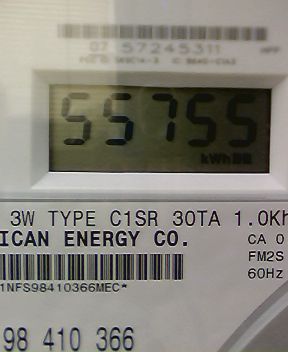 07 57245311
55755
kWh
3W TYPE C1SR 30TA 1.0Kh
ICAN ENERGY CO.
CA 0
FM2S
60Hz
1NFS98410366MEC*
98 410 366